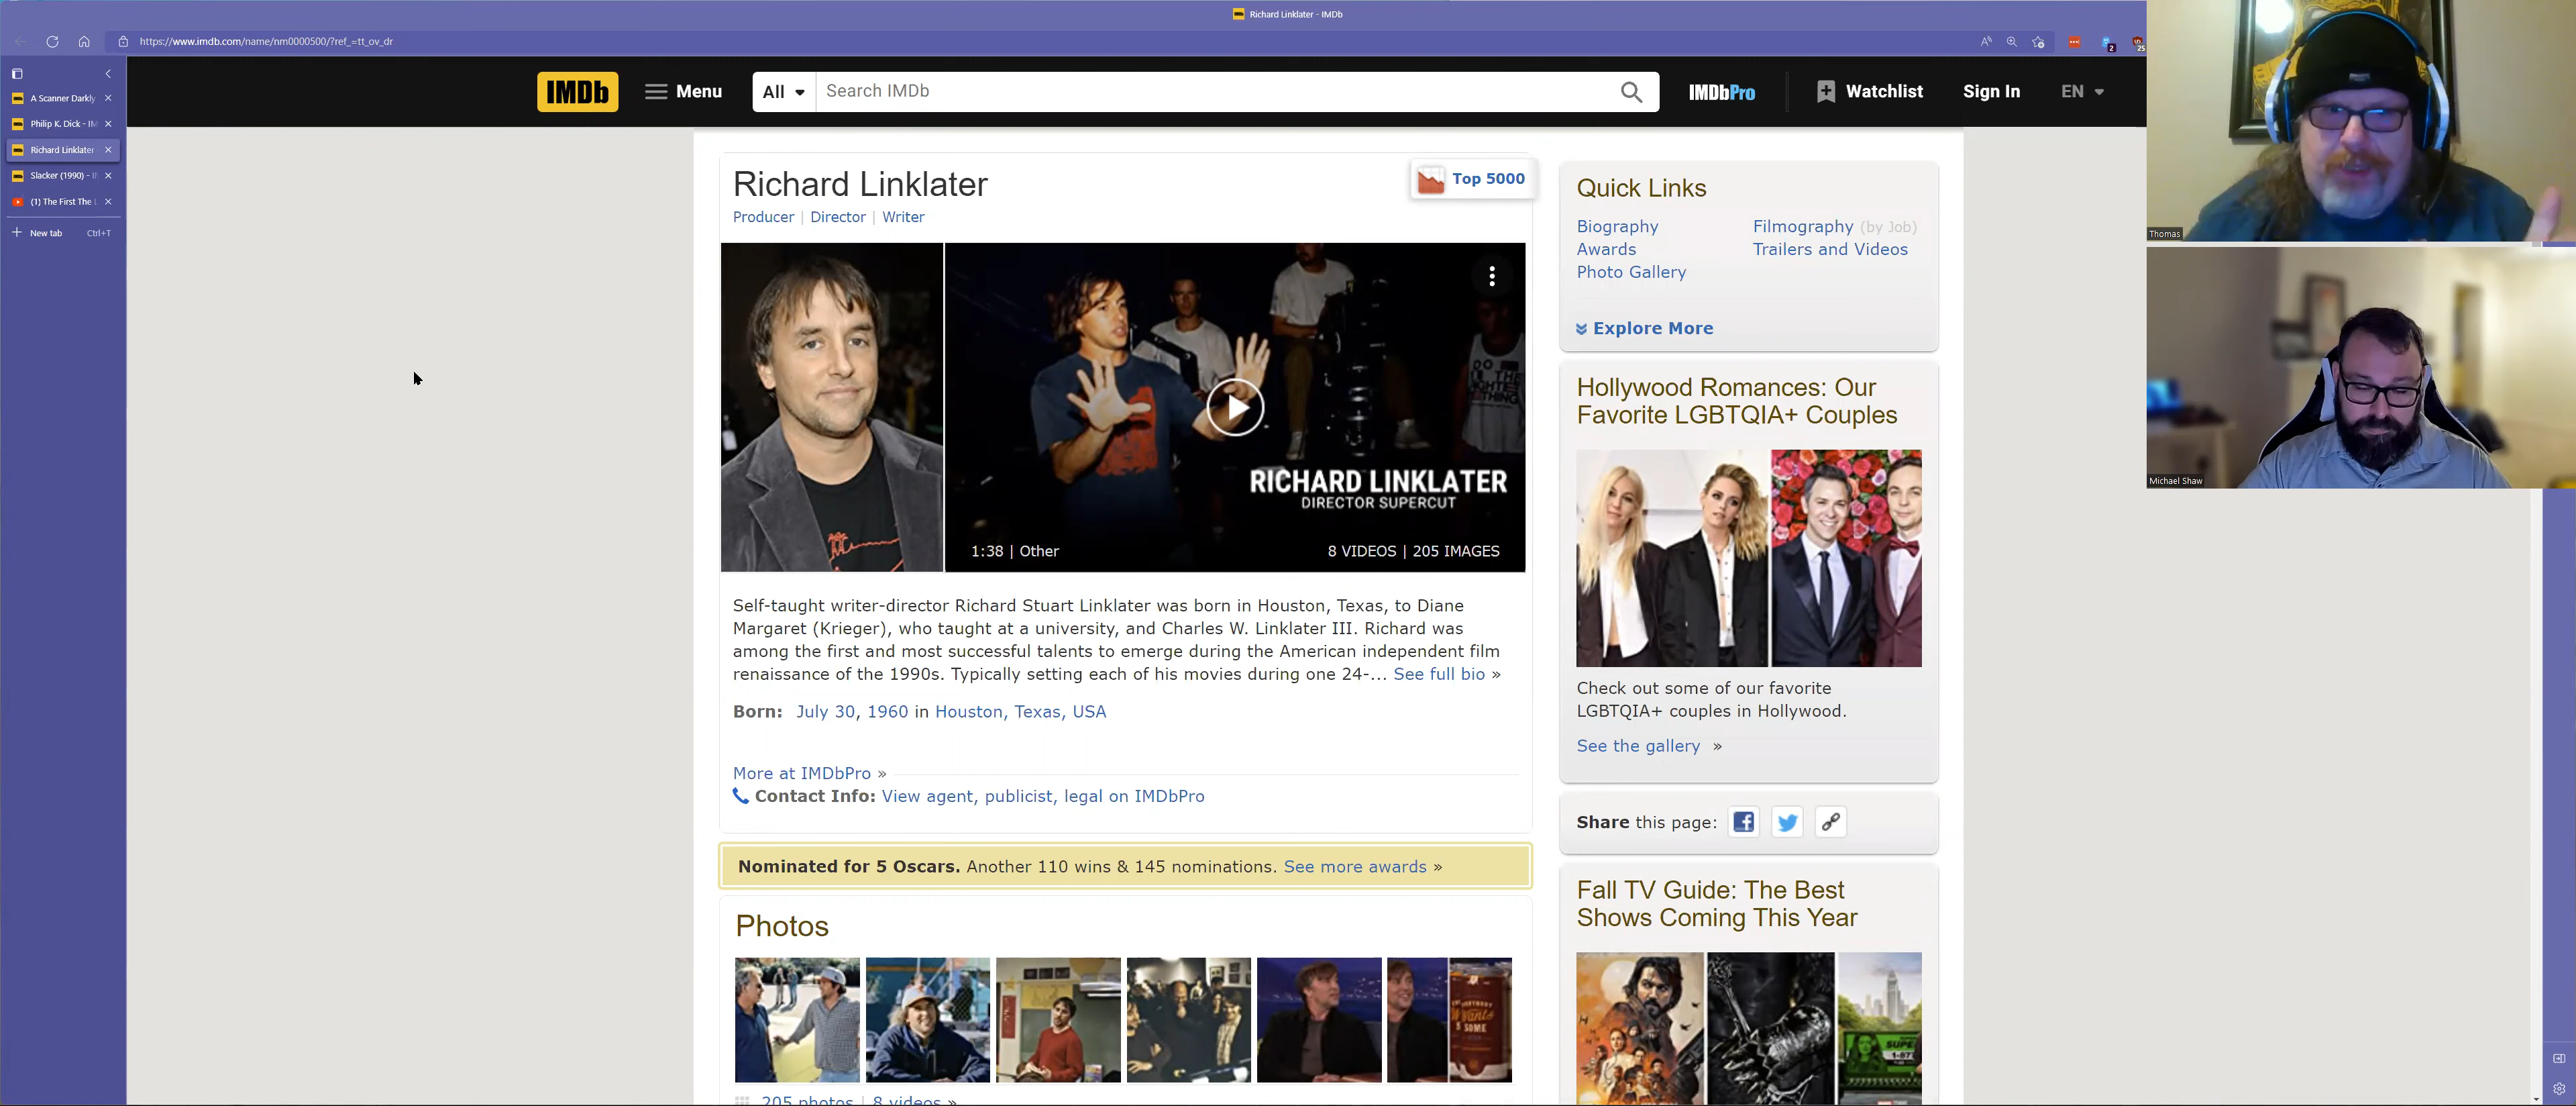 Richard Linklater - IMDb
https://www.imdb.com/name/nm0000500/?ref_=tt_ov_dr
2
25
A Scanner Darkly
Philip K. Dick - IM
Richard Linklater
Slacker (1990) - I
(1) The First The
New tab Ctrl+T
IMDb
Menu
All
Search IMDb
IMDbPro
Watchlist
Sign In
EN
Richard Linklater
Producer | Director | Writer
Top 5000
RICHARD LINKLATER
DIRECTOR SUPERCUT
1:38 | Other
8 VIDEOS | 205 IMAGES
Self-taught writer-director Richard Stuart Linklater was born in Houston, Texas, to Diane
Margaret (Krieger), who taught at a university, and Charles W. Linklater III. Richard was
among the first and most successful talents to emerge during the American independent film
renaissance of the 1990s. Typically setting each of his movies during one 24-... See full bio »
Born: July 30, 1960 in Houston, Texas, USA
More at IMDbPro »
Contact Info: View agent, publicist, legal on IMDbPro
Nominated for 5 Oscars. Another 110 wins & 145 nominations. See more awards »
Photos
205 photos | 8 videos »
Quick Links
Biography
Awards
Photo Gallery
Filmography (by Job)
Trailers and Videos
Explore More
Hollywood Romances: Our
Favorite LGBTQIA+ Couples
Check out some of our favorite
LGBTQIA+ couples in Hollywood.
See the gallery »
Share this page:
Fall TV Guide: The Best
Shows Coming This Year
Thomas
Michael Shaw